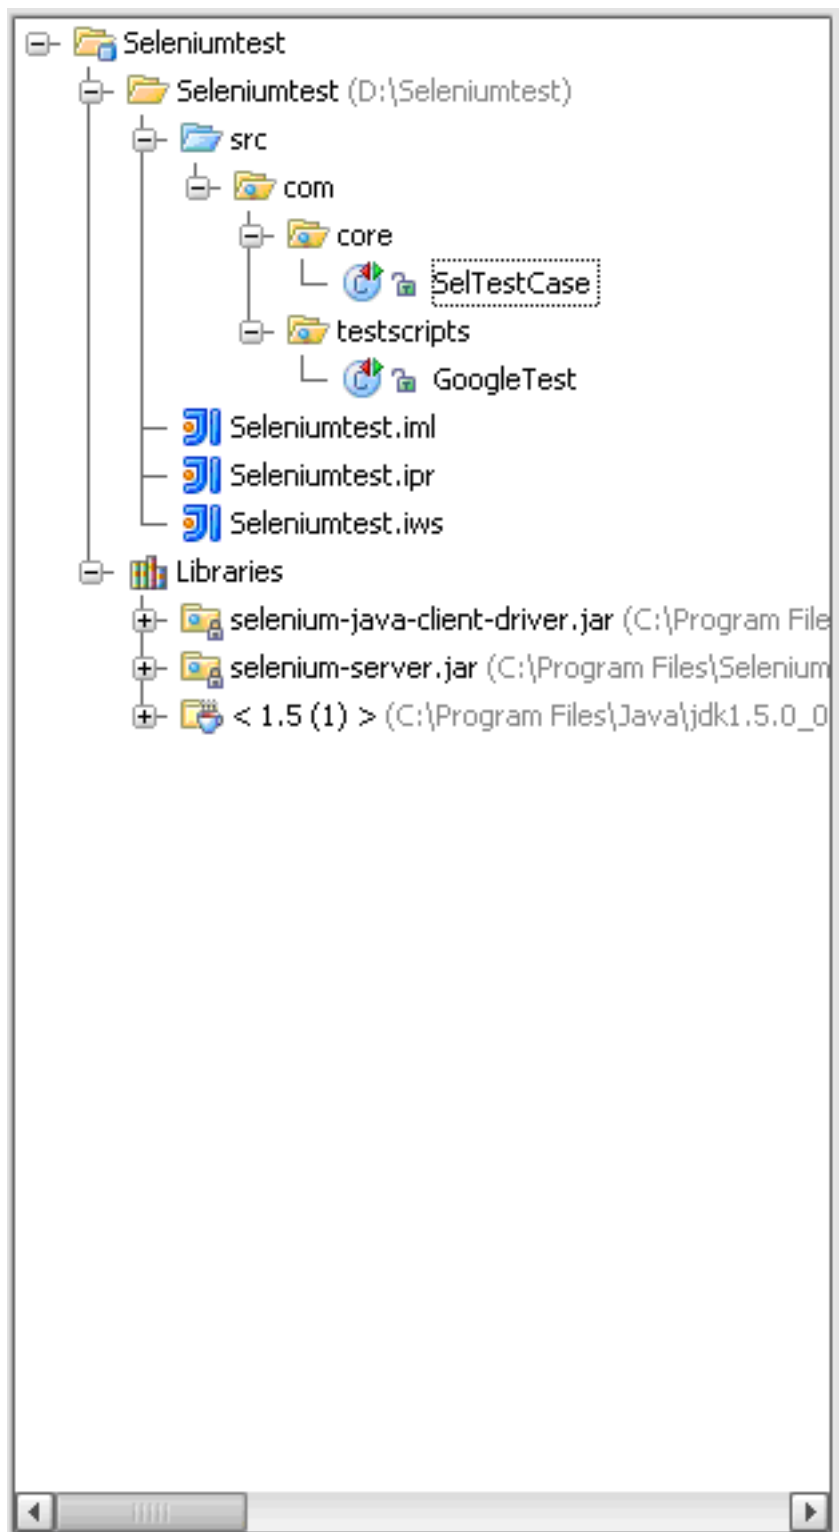 Seleniumtest
Seleniumtest (D:\Seleniumtest)
src
com
core
SelTestCase
testscripts
GoogleTest
Seleniumtest.iml
Seleniumtest.ipr
Seleniumtest.iws
Libraries
selenium-java-client-driver.jar (C:\Program File
selenium-server.jar (C:\Program Files\Selenium
< 1.5 (1) > (C:\Program Files\Java\jdk1.5.0_0